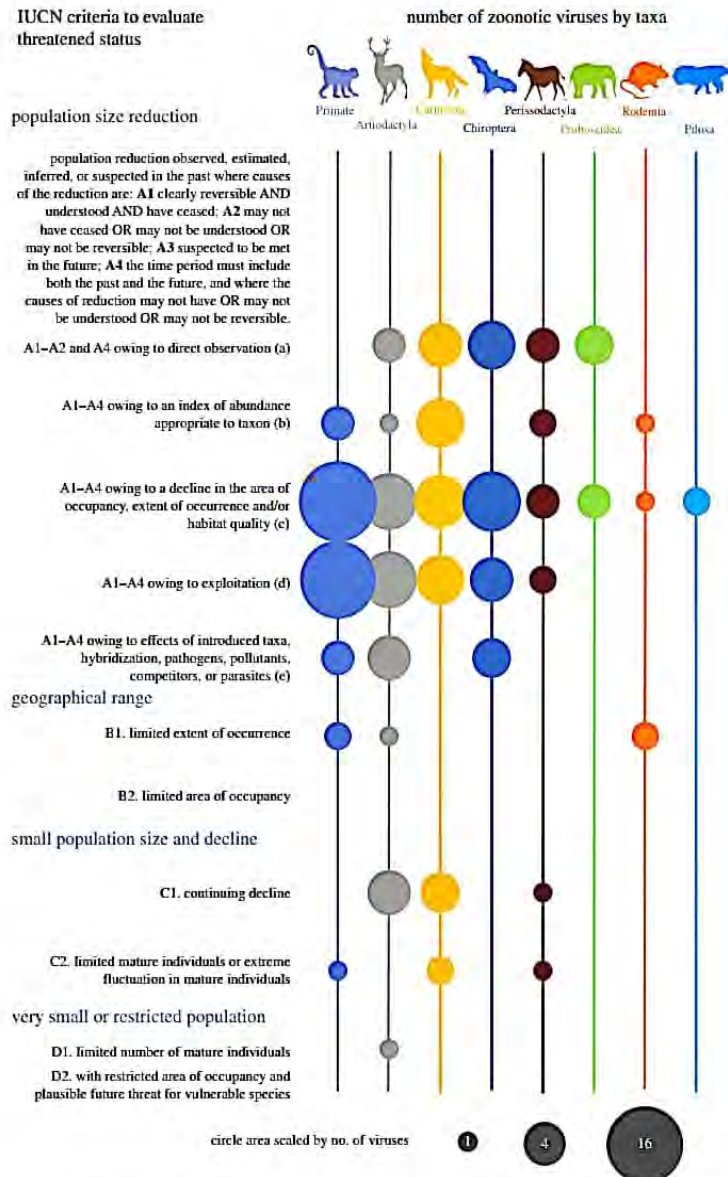 IUCN criteria to evaluate
threatened status
number of zoonotic viruses by taxa
Primate
Artiodactyla
Carnivora
Chiroptera
Perissodactyla
Proboscidea
Rodentia
Pilosa
population size reduction
population reduction observed, estimated,
inferred, or suspected in the past where causes
of the reduction are: A1 clearly reversible AND
understood AND have ceased; A2 may not
have ceased OR may not be understood OR
may not be reversible; A3 suspected to be met
in the future; A4 the time period must include
both the past and the future, and where the
causes of reduction may not have OR may not
be understood OR may not be reversible.
A1–A2 and A4 owing to direct observation (a)
A1–A4 owing to an index of abundance
appropriate to taxon (b)
A1–A4 owing to a decline in the area of
occupancy, extent of occurrence and/or
habitat quality (c)
A1–A4 owing to exploitation (d)
A1–A4 owing to effects of introduced taxa,
hybridization, pathogens, pollutants,
competitors, or parasites (e)
geographical range
B1. limited extent of occurrence
B2. limited area of occupancy
small population size and decline
C1. continuing decline
C2. limited mature individuals or extreme
fluctuation in mature individuals
very small or restricted population
D1. limited number of mature individuals
D2. with restricted area of occupancy and
plausible future threat for vulnerable species
circle area scaled by no. of viruses
1
4
16